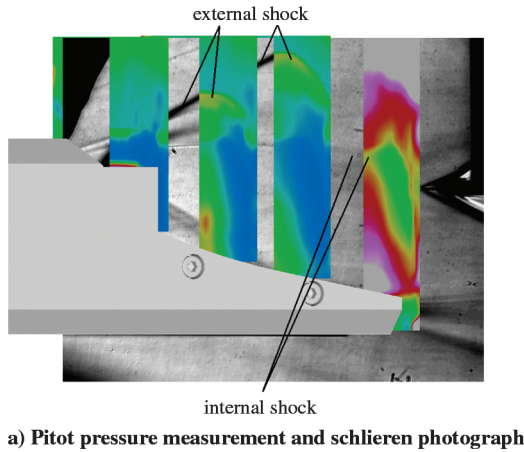 external shock
internal shock
a) Pitot pressure measurement and schlieren photograph